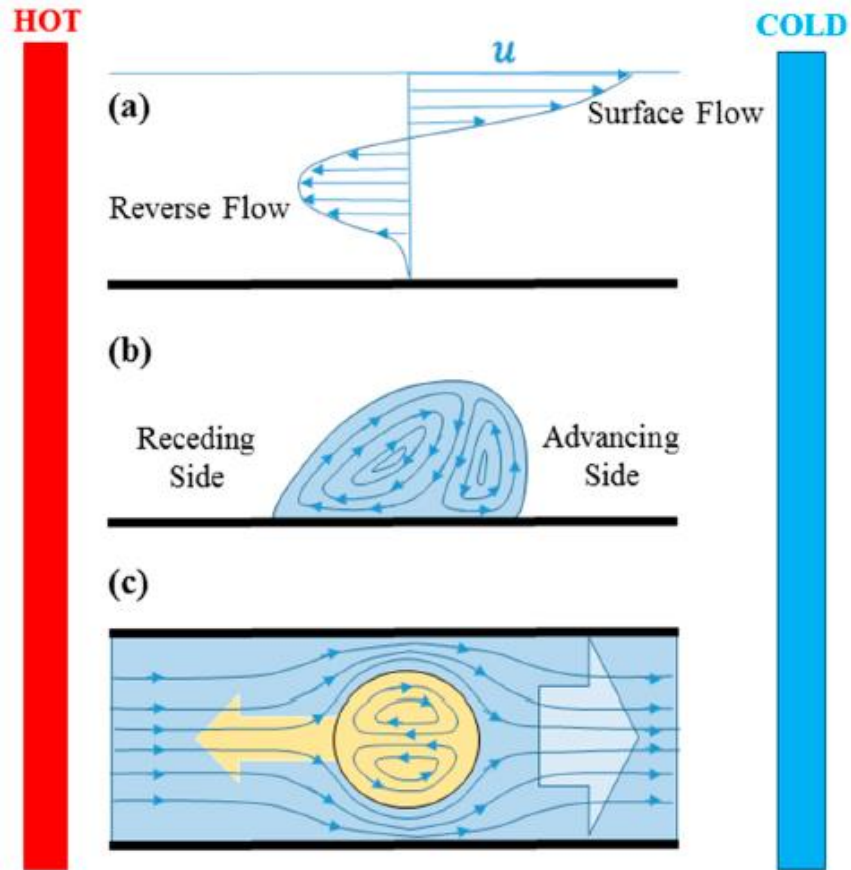 HOT
COLD
u
(a)
Surface Flow
Reverse Flow
(b)
Receding
Side
Advancing
Side
(c)